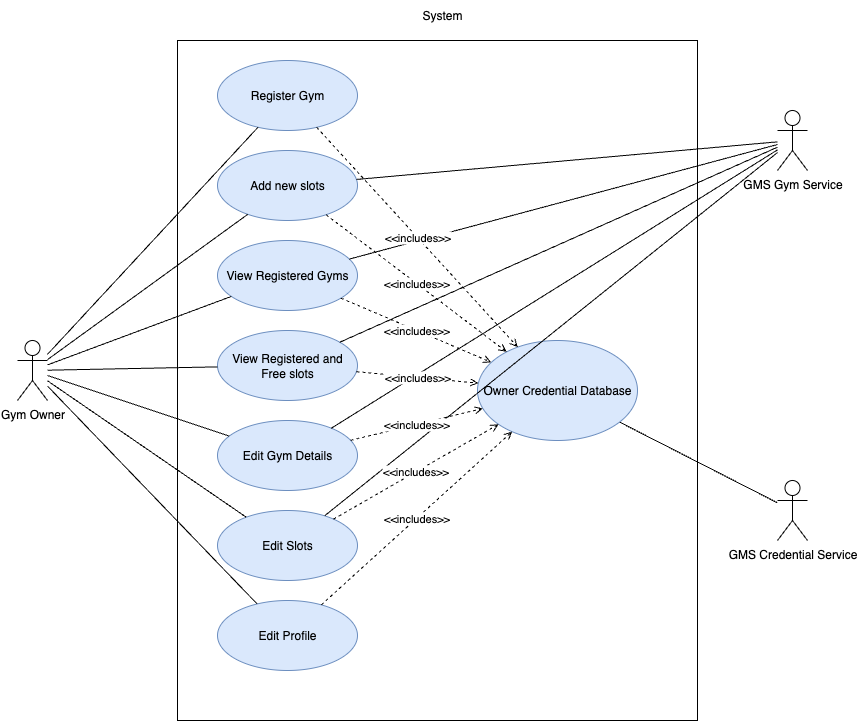 System
Register Gym
GMS Gym Service
Add new slots
<<includes>>
View Registered Gyms
<<includes>>
<<includes>>
View Registered and
Free slots
<<includes>>
Owner Credential Database
Gym Owner
<<includes>>
Edit Gym Details
<<includes>>
<<includes>>
Edit Slots
GMS Credential Service
Edit Profile